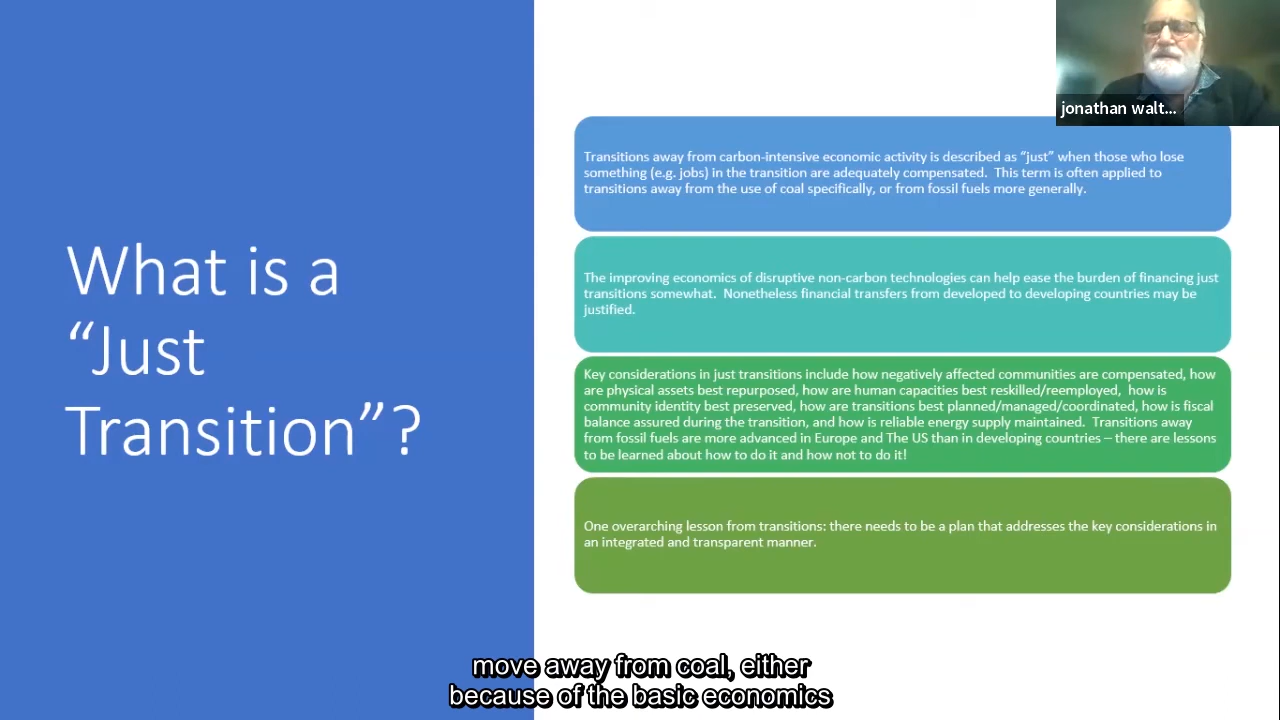 What is a
“Just
Transition”?
jonathan walt...
Transitions away from carbon-intensive economic activity is described as “just” when those who lose
something (e.g. jobs) in the transition are adequately compensated. This term is often applied to
transitions away from the use of coal specifically, or from fossil fuels more generally.
The improving economics of disruptive non-carbon technologies can help ease the burden of financing just
transitions somewhat. Nonetheless financial transfers from developed to developing countries may be
justified.
Key considerations in just transitions include how negatively affected communities are compensated, how
are physical assets best repurposed, how are human capacities best reskilled/reemployed, how is
community identity best preserved, how are transitions best planned/managed/coordinated, how is fiscal
balance assured during the transition, and how is reliable energy supply maintained. Transitions away
from fossil fuels are more advanced in Europe and The US than in developing countries – there are lessons
to be learned about how to do it and how not to do it!
One overarching lesson from transitions: there needs to be a plan that addresses the key considerations in
an integrated and transparent manner.
move away from coal, either
because of the basic economics